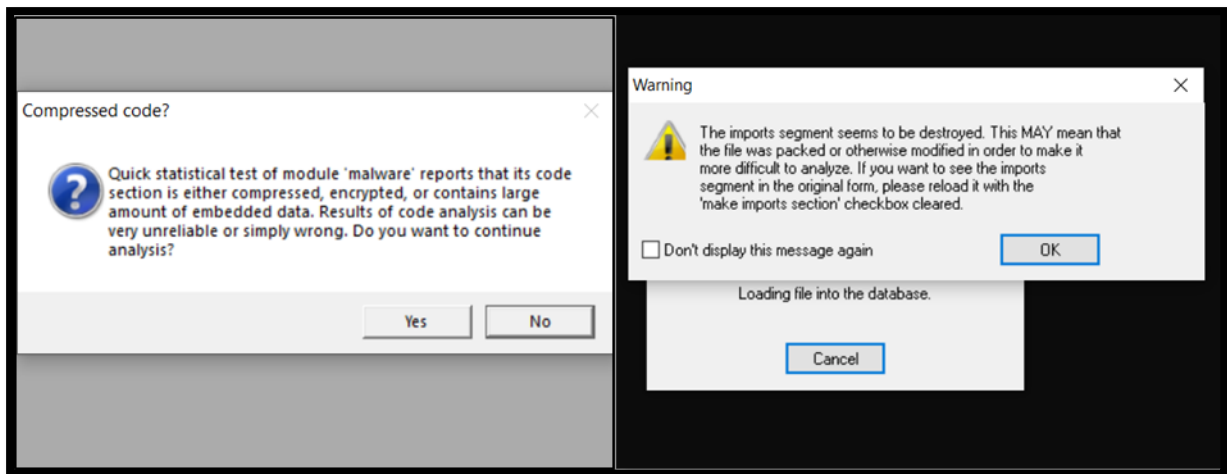 Compressed code?
Quick statistical test of module 'malware' reports that its code
section is either compressed, encrypted, or contains large
amount of embedded data. Results of code analysis can be
very unreliable or simply wrong. Do you want to continue
analysis?
Yes
No
Warning
The imports segment seems to be destroyed. This MAY mean that
the file was packed or otherwise modified in order to make it
more difficult to analyze. If you want to see the imports
segment in the original form, please reload it with the
'make imports section' checkbox cleared.
Don't display this message again
OK
Loading file into the database.
Cancel